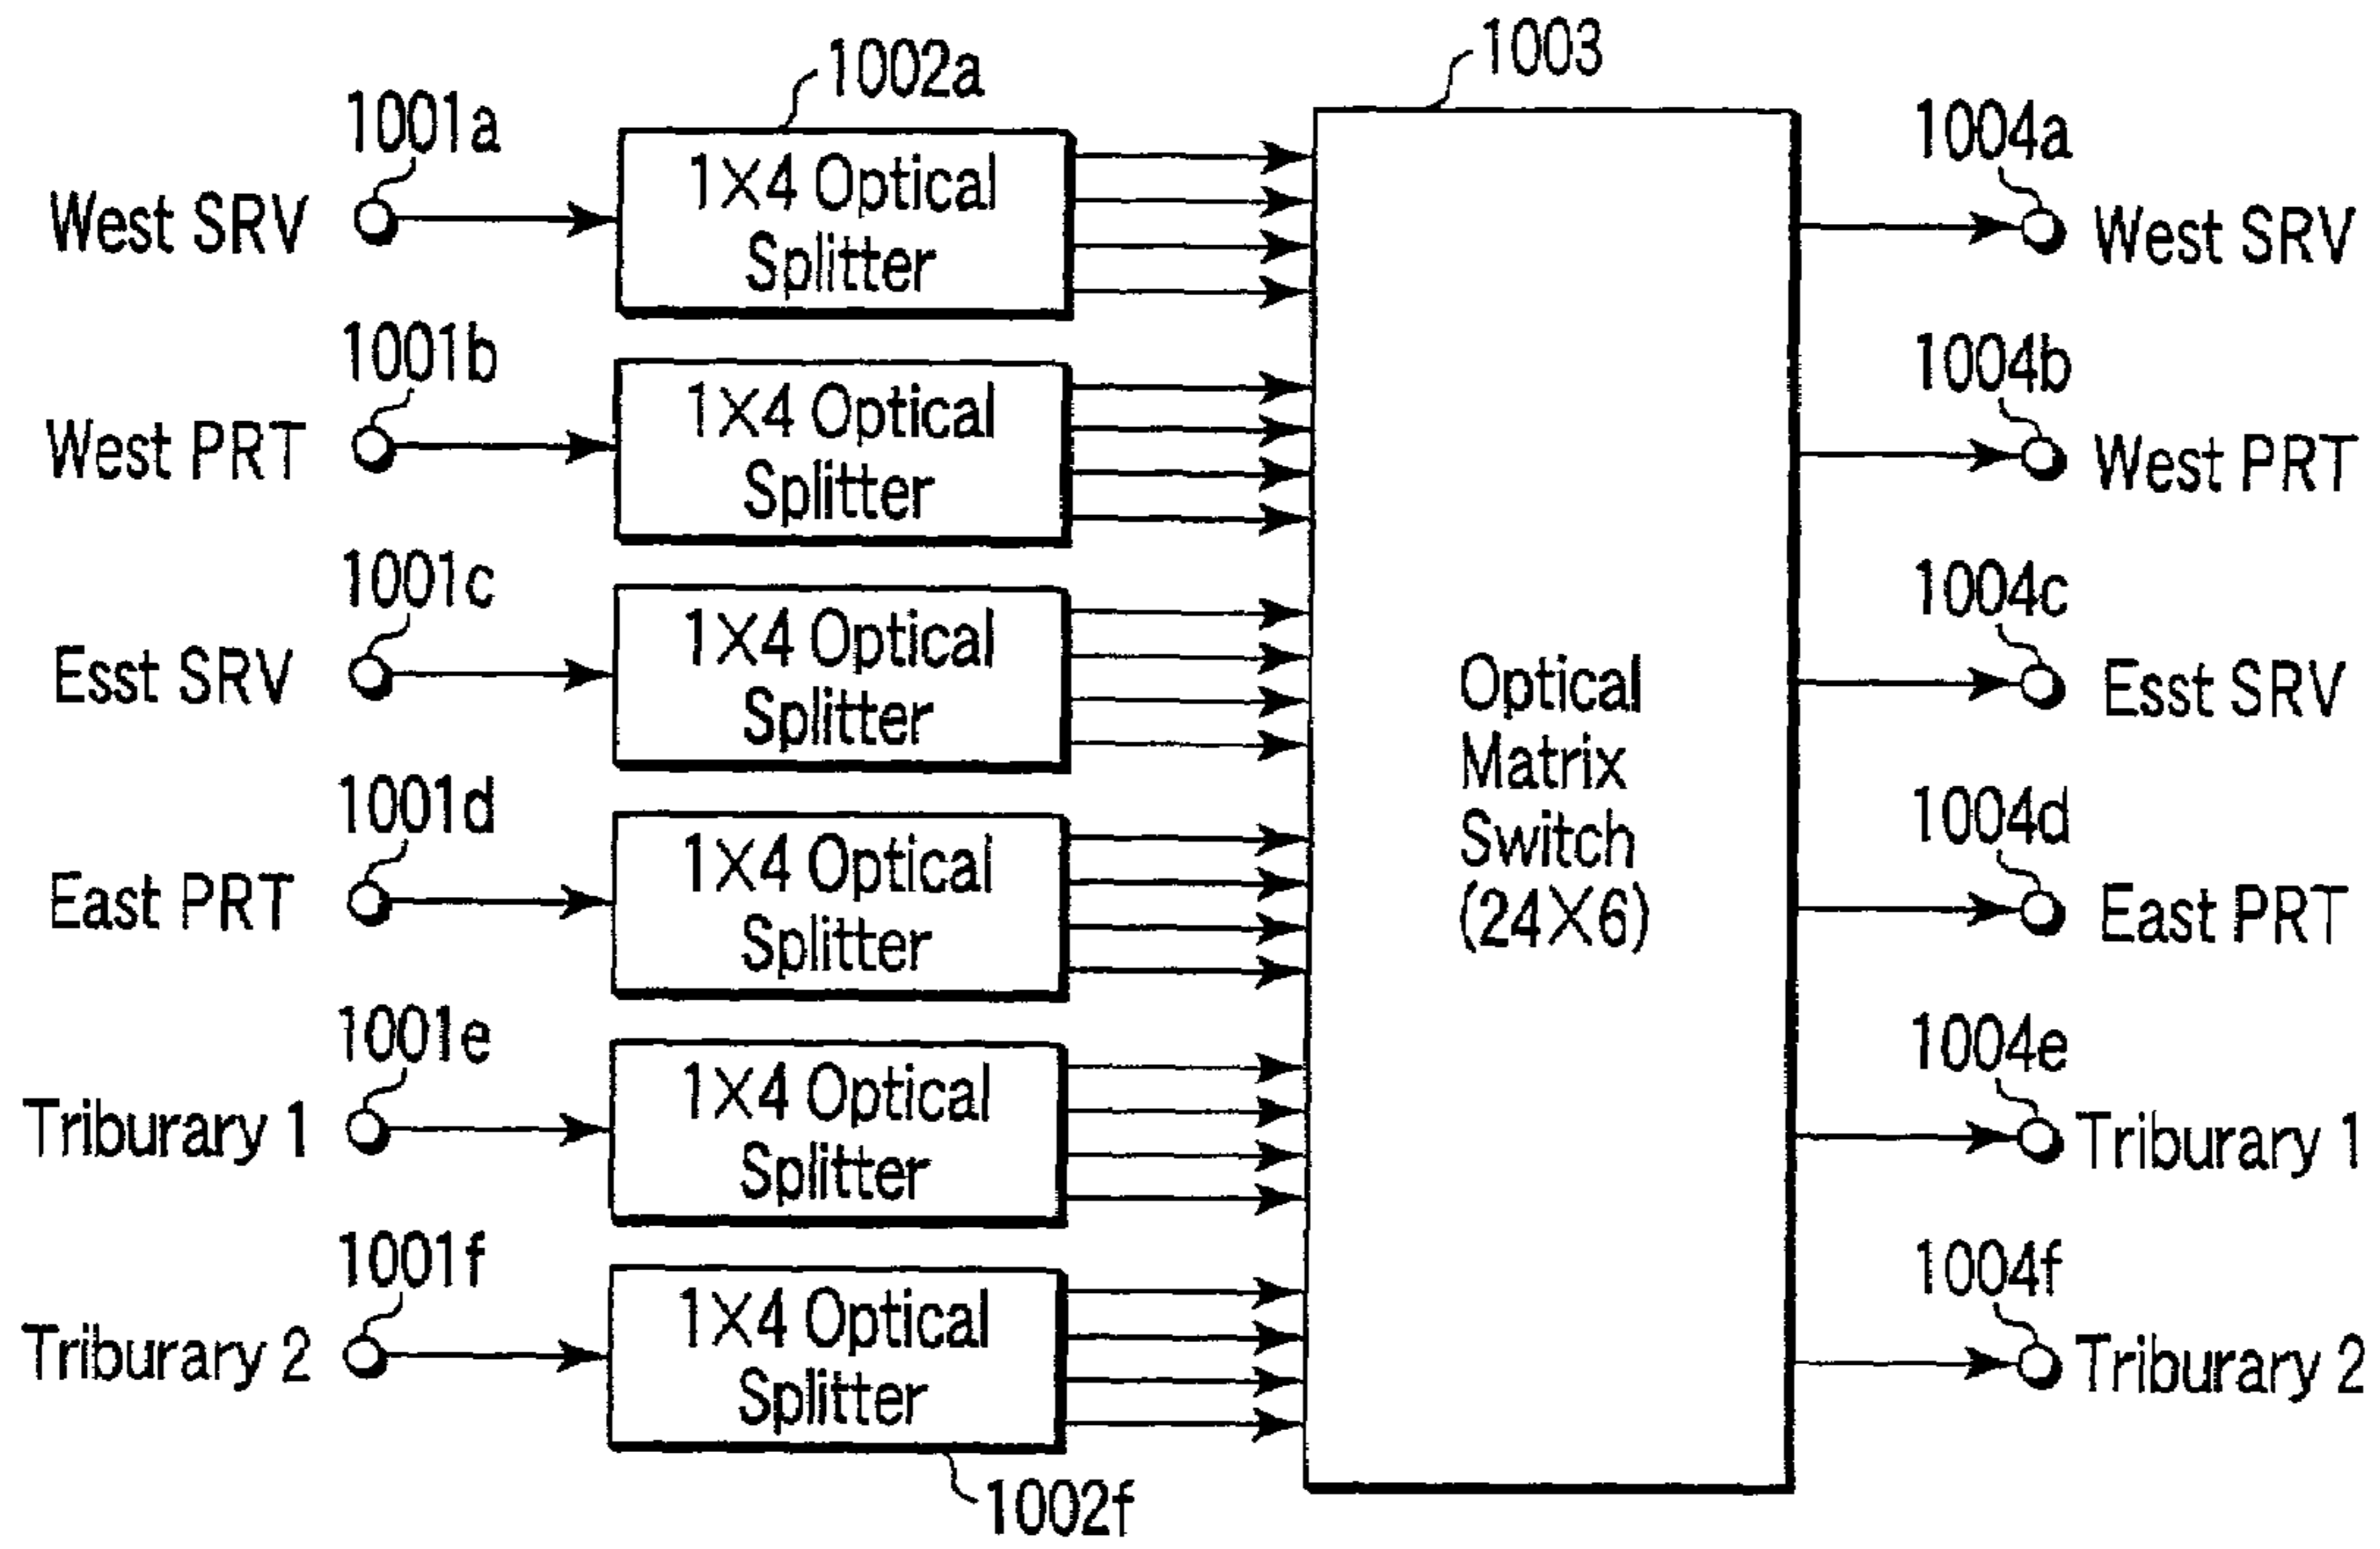 1002a
1003
1001a
1004a
West SRV
1X4 Optical
Splitter
West SRV
1001b
1004b
West PRT
1X4 Optical
Splitter
West PRT
1001c
1004c
Esst SRV
1X4 Optical
Splitter
Esst SRV
Optical
Matrix
Switch
(24X6)
1001d
1004d
East PRT
1X4 Optical
Splitter
East PRT
1001e
1004e
Triburary 1
1X4 Optical
Splitter
Triburary 1
1001f
1004f
Triburary 2
1X4 Optical
Splitter
Triburary 2
1002f